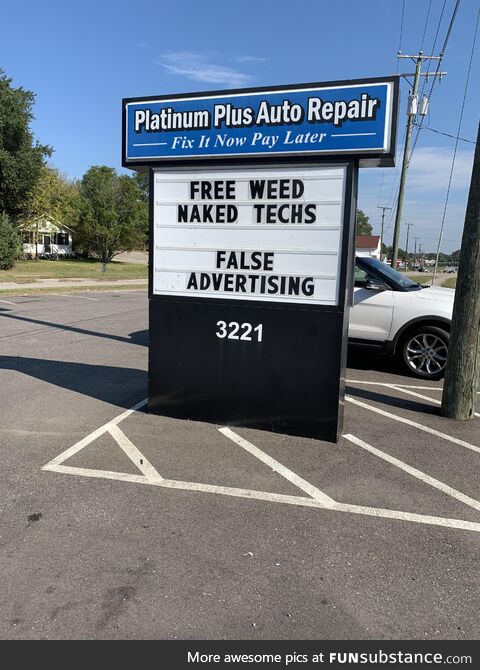 Platinum Plus Auto Repair
Fix It Now Pay Later
FREE WEED
NAKED TECHS
FALSE
ADVERTISING
3221
More awesome pics at FUNsubstance.com